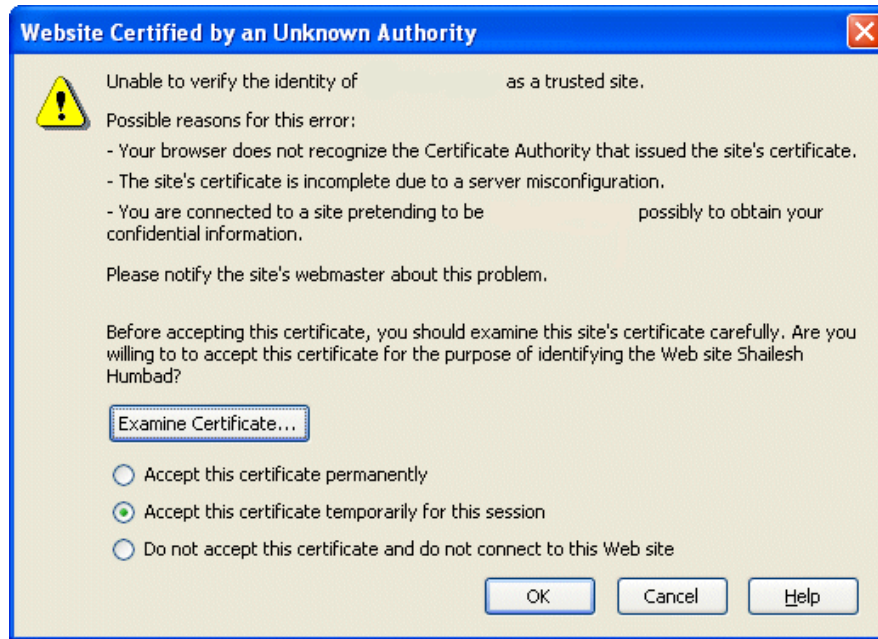 Website Certified by an Unknown Authority
Unable to verify the identity of as a trusted site.
Possible reasons for this error:
- Your browser does not recognize the Certificate Authority that issued the site's certificate.
- The site's certificate is incomplete due to a server misconfiguration.
- You are connected to a site pretending to be possibly to obtain your
confidential information.
Please notify the site's webmaster about this problem.
Before accepting this certificate, you should examine this site's certificate carefully. Are you
willing to to accept this certificate for the purpose of identifying the Web site Shailesh
Humbad?
Examine Certificate...
Accept this certificate permanently
Accept this certificate temporarily for this session
Do not accept this certificate and do not connect to this Web site
OK Cancel Help